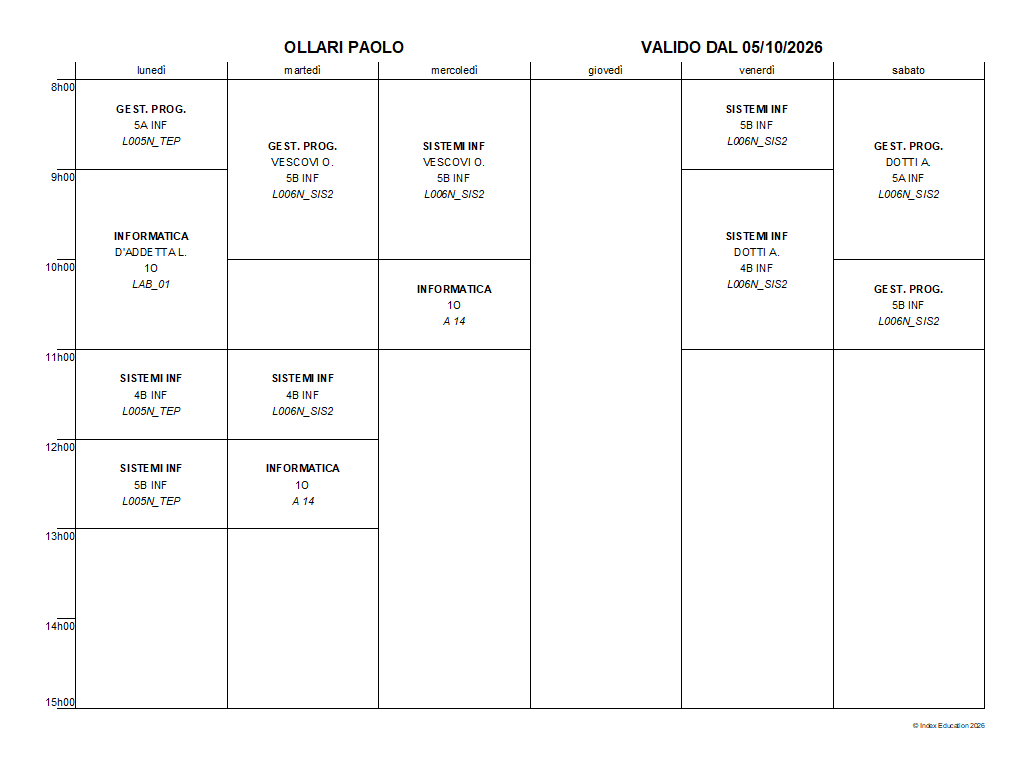 OLLARI PAOLO
VALIDO DAL 05/10/2026
lunedì
martedì
mercoledì
giovedì
venerdì
sabato
8h00
9h00
10h00
11h00
12h00
13h00
14h00
15h00
GEST. PROG.
5A INF
L005N_TEP
INFORMATICA
D'ADDETTA L.
1O
LAB_01
SISTEMI INF
4B INF
L005N_TEP
SISTEMI INF
5B INF
L005N_TEP
GEST. PROG.
VESCOVI O.
5B INF
L006N_SIS2
SISTEMI INF
4B INF
L006N_SIS2
INFORMATICA
1O
A 14
SISTEMI INF
VESCOVI O.
5B INF
L006N_SIS2
INFORMATICA
1O
A 14
SISTEMI INF
5B INF
L006N_SIS2
SISTEMI INF
DOTTI A.
4B INF
L006N_SIS2
GEST. PROG.
DOTTI A.
5A INF
L006N_SIS2
GEST. PROG.
5B INF
L006N_SIS2
© Index Education 2026